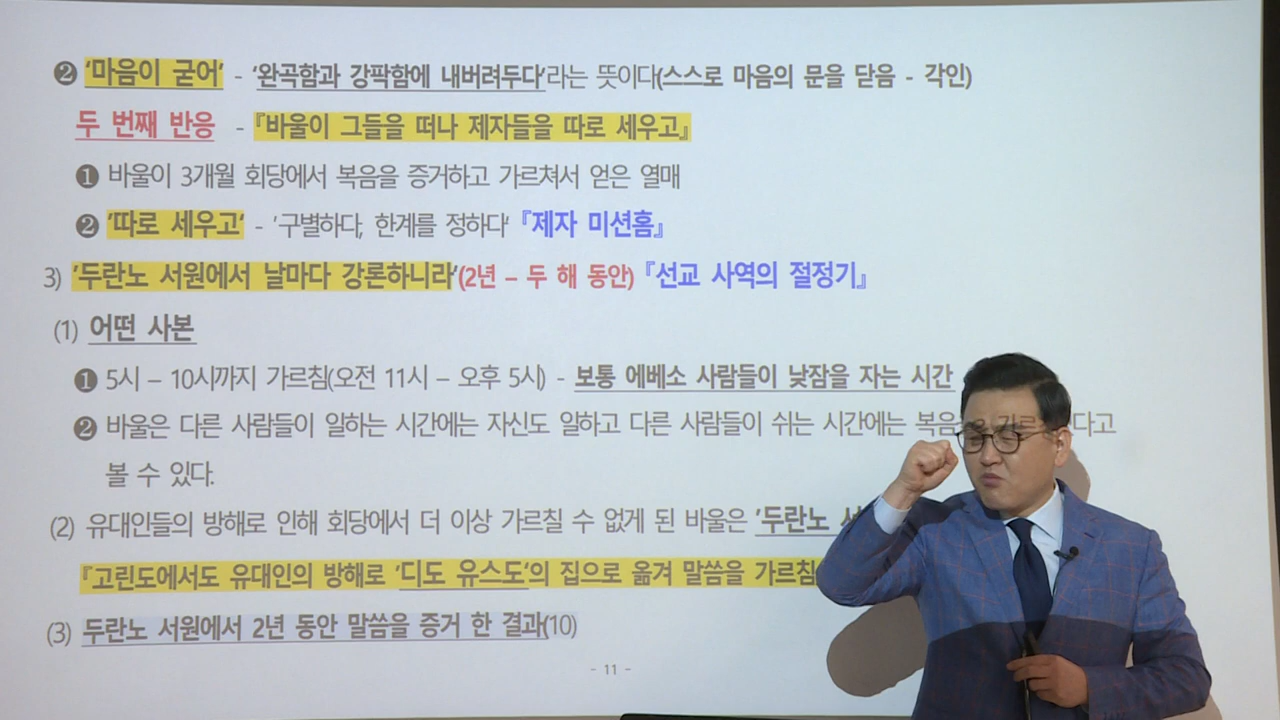 ❷ ‘마음이 굳어’ - ‘완곡함과 강팍함에 내버려두다’라는 뜻이다(스스로 마음의 문을 닫음 - 각인)
두 번째 반응 - 『바울이 그들을 떠나 제자들을 따로 세우고』
❶ 바울이 3개월 회당에서 복음을 증거하고 가르쳐서 얻은 열매
❷ ‘따로 세우고‘ - ‘구별하다, 한계를 정하다‘ 『제자 미션홈』
3) ’두란노 서원에서 날마다 강론하니라’(2년 – 두 해 동안) 『선교 사역의 절정기』
(1) 어떤 사본
❶ 5시 – 10시까지 가르침(오전 11시 – 오후 5시) - 보통 에베소 사람들이 낮잠을 자는 시간
❷ 바울은 다른 사람들이 일하는 시간에는 자신도 일하고 다른 사람들이 쉬는 시간에는
볼 수 있다.
(2) 유대인들의 방해로 인해 회당에서 더 이상 가르칠 수 없게 된 바울은 ’두란노
『고린도에서도 유대인의 방해로 ’디도 유스도‘의 집으로 옮겨 말씀을 가르침
(3) 두란노 서원에서 2년 동안 말씀을 증거 한 결과(10)
- 11 -